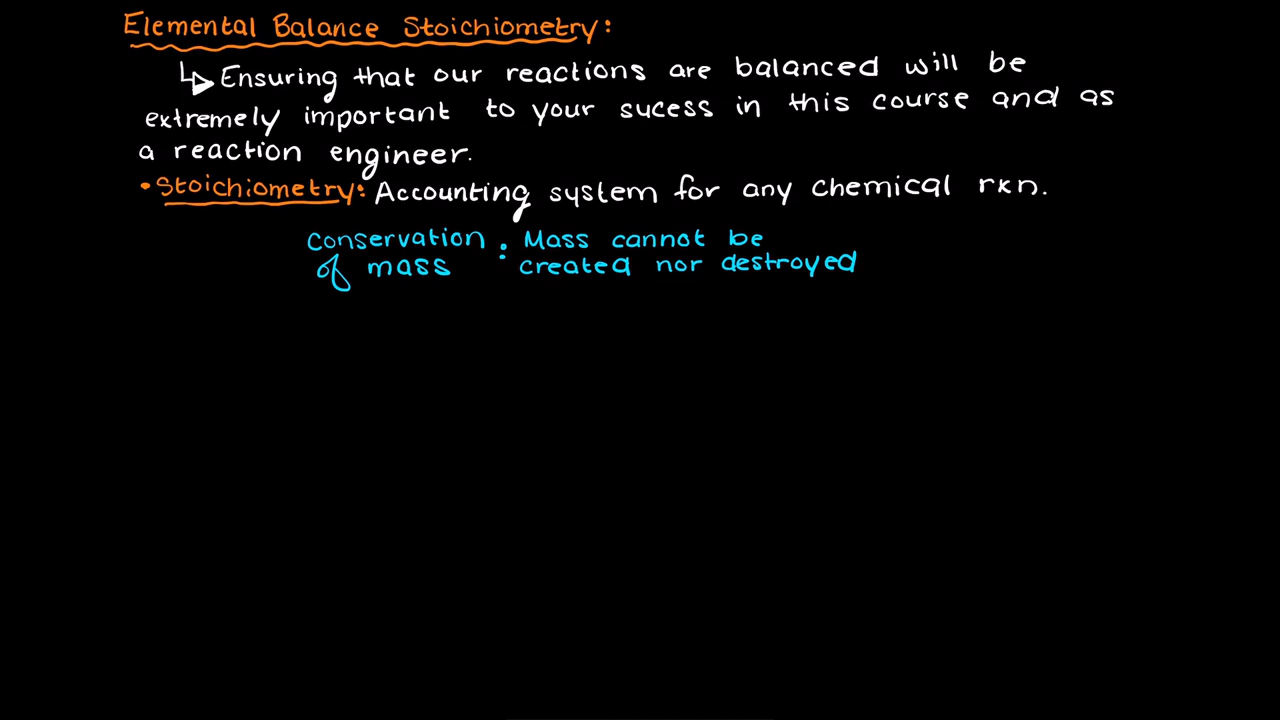 Elemental Balance Stoichiometry:
Ensuring that our reactions are balanced will be
extremely important to your sucess in this course and as
a reaction engineer.
• Stoichiometry: Accounting system for any chemical rxn.
conservation of mass : Mass cannot be
created nor destroyed